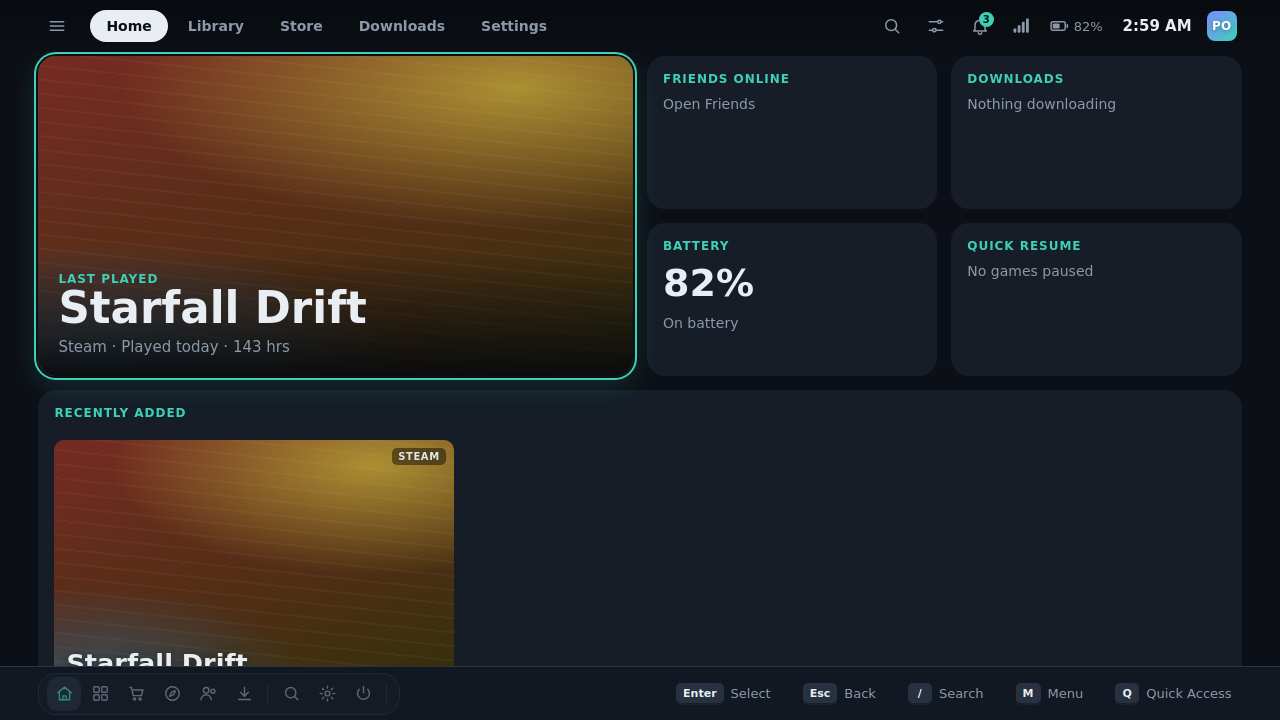 Home Library Store Downloads Settings 3 82% 2:59 AM PO
LAST PLAYED
Starfall Drift
Steam · Played today · 143 hrs
FRIENDS ONLINE
Open Friends
DOWNLOADS
Nothing downloading
BATTERY
82%
On battery
QUICK RESUME
No games paused
RECENTLY ADDED
STEAM
Starfall Drift
Enter Select Esc Back / Search M Menu Q Quick Access